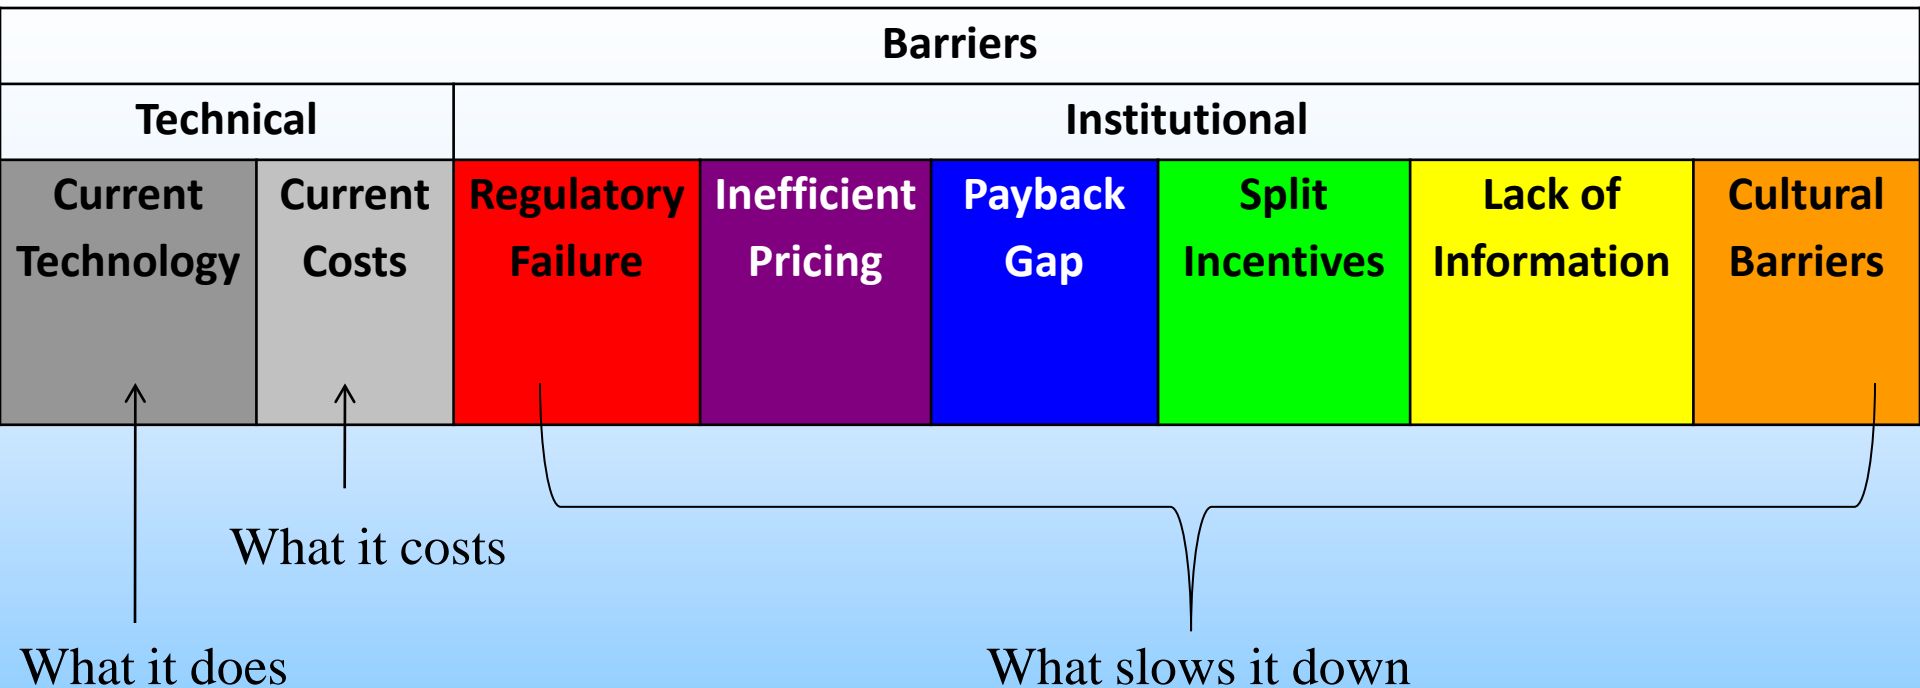 Barriers
Technical
Institutional
Current
Technology
Current
Costs
Regulatory
Failure
Inefficient
Pricing
Payback
Gap
Split
Incentives
Lack of
Information
Cultural
Barriers
What it costs
What it does
What slows it down